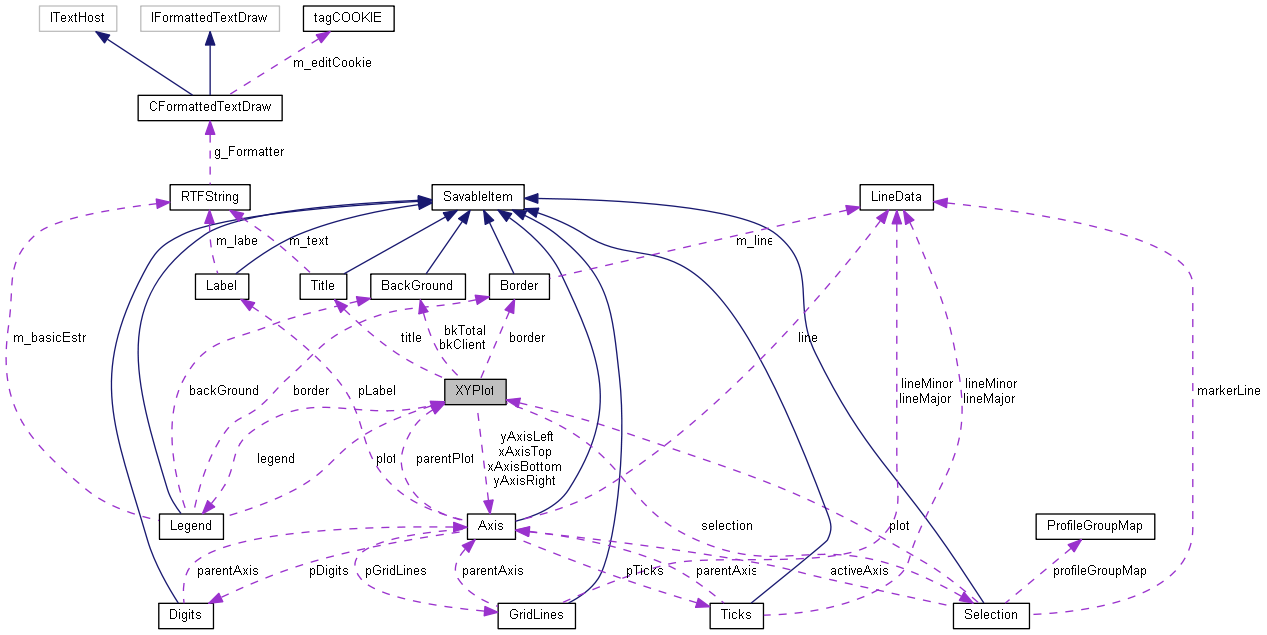 ITextHost
IFormattedTextDraw
tagCOOKIE
m_editCookie
CFormattedTextDraw
g_Formatter
RTFString
SavableItem
LineData
m_labe
m_text
m_line
Label
Title
BackGround
Border
m_basicEstr
title
bkTotal
bkClient
border
line
backGround
border
pLabel
XYPlot
lineMinor
lineMajor
lineMinor
lineMajor
markerLine
legend
plot
parentPlot
yAxisLeft
xAxisTop
xAxisBottom
yAxisRight
Legend
Axis
selection
plot
ProfileGroupMap
parentAxis
pDigits
pGridLines
parentAxis
pTicks
parentAxis
activeAxis
profileGroupMap
Digits
GridLines
Ticks
Selection